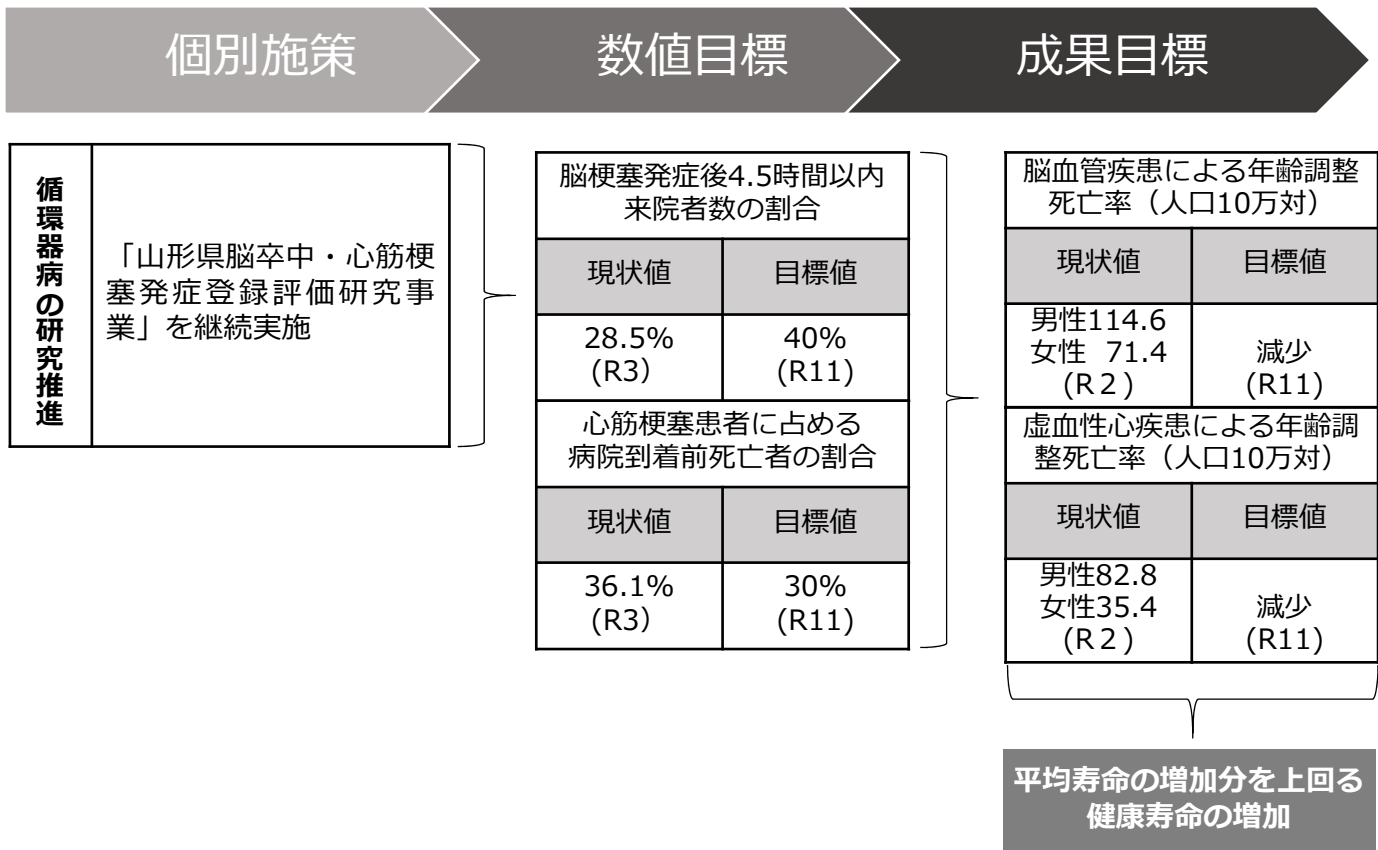 個別施策
数値目標
成果目標
循環器病の研究推進
「山形県脳卒中・心筋梗
塞発症登録評価研究事
業」を継続実施
脳梗塞発症後4.5時間以内
来院者数の割合
現状値
目標値
28.5%
(R3）
40%
(R11)
心筋梗塞患者に占める
病院到着前死亡者の割合
現状値
目標値
36.1%
(R3）
30%
(R11)
脳血管疾患による年齢調整
死亡率（人口10万対）
現状値
目標値
男性114.6
女性 71.4
(R２)
減少
(R11)
虚血性心疾患による年齢調
整死亡率（人口10万対）
現状値
目標値
男性82.8
女性35.4
(R２)
減少
(R11)
平均寿命の増加分を上回る
健康寿命の増加